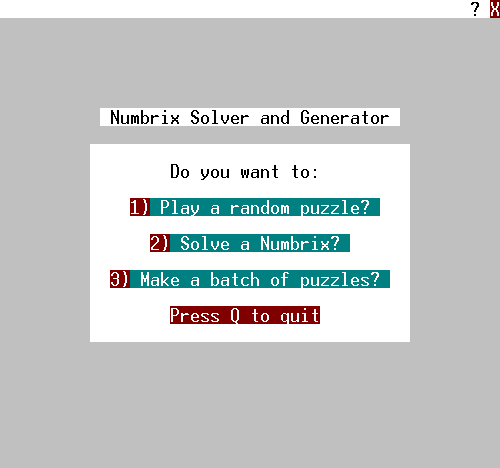 ? X
Numbrix Solver and Generator
Do you want to:
1) Play a random puzzle?
2) Solve a Numbrix?
3) Make a batch of puzzles?
Press Q to quit